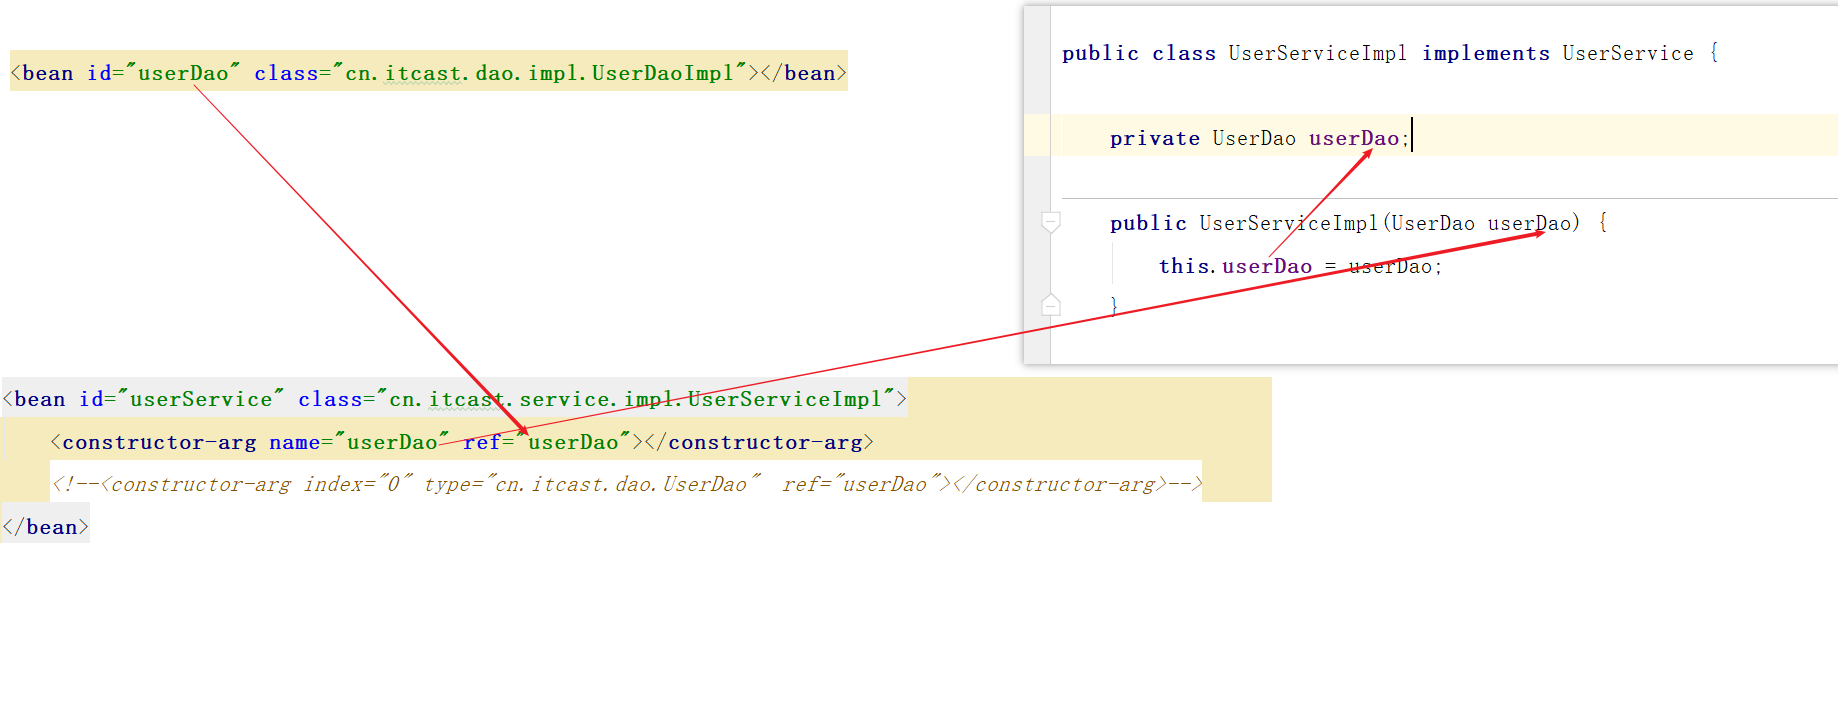 <bean id="userDao" class="cn.itcast.dao.impl.UserDaoImpl"></bean>
public class UserServiceImpl implements UserService {
private UserDao userDao;
public UserServiceImpl(UserDao userDao) {
this.userDao = userDao;
}
<bean id="userService" class="cn.itcast.service.impl.UserServiceImpl">
<constructor-arg name="userDao" ref="userDao"></constructor-arg>
<!--<constructor-arg index="0" type="cn.itcast.dao.UserDao"  ref="userDao"></constructor-arg>-->
</bean>